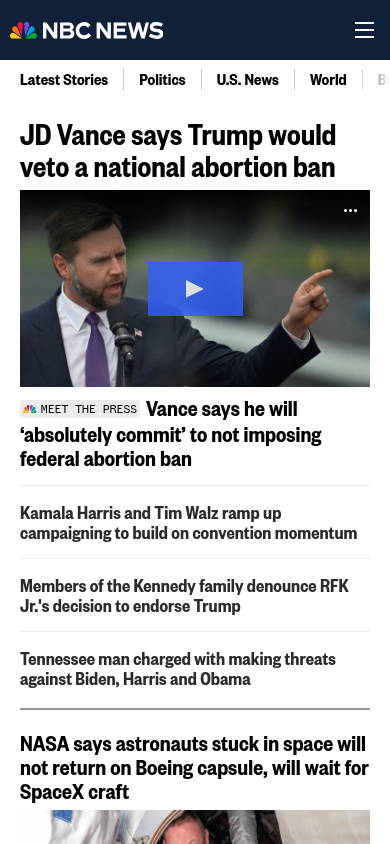 NBC NEWS
Latest Stories Politics U.S. News World
JD Vance says Trump would
veto a national abortion ban
MEET THE PRESS Vance says he will
‘absolutely commit’ to not imposing
federal abortion ban
Kamala Harris and Tim Walz ramp up
campaigning to build on convention momentum
Members of the Kennedy family denounce RFK
Jr.'s decision to endorse Trump
Tennessee man charged with making threats
against Biden, Harris and Obama
NASA says astronauts stuck in space will
not return on Boeing capsule, will wait for
SpaceX craft